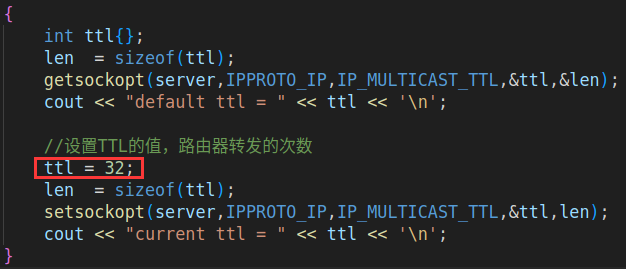 {
    int ttl{};
    len  = sizeof(ttl);
    getsockopt(server,IPPROTO_IP,IP_MULTICAST_TTL,&ttl,&len);
    cout << "default ttl = " << ttl << '\n';
    //设置TTL的值，路由器转发的次数
    ttl = 32;
    len  = sizeof(ttl);
    setsockopt(server,IPPROTO_IP,IP_MULTICAST_TTL,&ttl,len);
    cout << "current ttl = " << ttl << '\n';
}